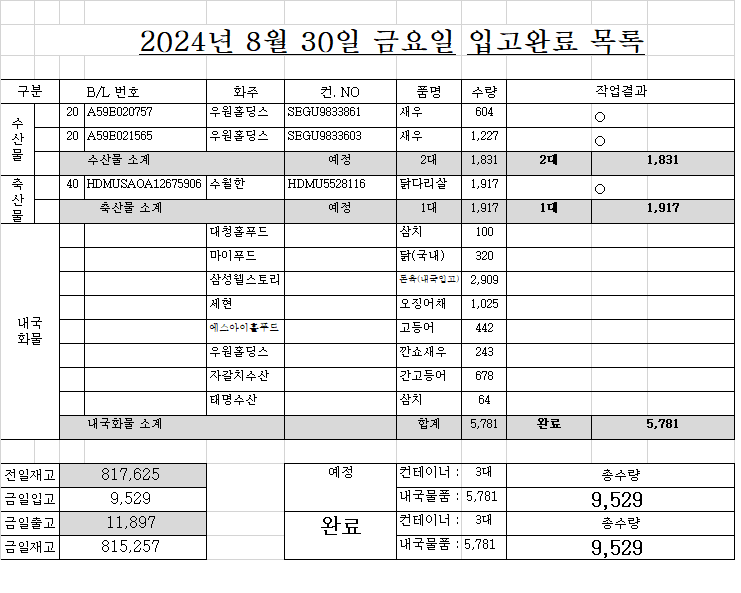 2024년 8월 30일 금요일 입고완료 목록
구분 B/L 번호 화주 컨. NO 품명 수량 작업결과
수산물 20 A59E020757 우원홀딩스 SEGU9833861 새우 604 ○
20 A59E021565 우원홀딩스 SEGU9833603 새우 1,227 ○
수산물 소계 예정 2대 1,831 2대 1,831
축산물 40 HDMUSAOA12675906 수월한 HDMU5528116 닭다리살 1,917 ○
축산물 소계 예정 1대 1,917 1대 1,917
내국화물 대청홀푸드 삼치 100
마이푸드 닭(국내) 320
삼성웰스토리 돈육(내국입고) 2,909
세현 오징어채 1,025
에스아이홀푸드 고등어 442
우원홀딩스 깐쇼새우 243
자갈치수산 간고등어 678
태명수산 삼치 64
내국화물 소계 합계 5,781 완료 5,781
전일재고 817,625 예정 컨테이너 : 3대 총수량
금일입고 9,529 내국물품 : 5,781 9,529
금일출고 11,897 완료 컨테이너 : 3대 총수량
금일재고 815,257 내국물품 : 5,781 9,529